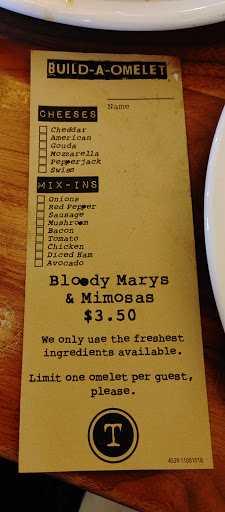 BUILD-A-OMELET
Name
CHEESES
Cheddar
American
Gouda
Mozzarella
Pepperjack
Swiss
MIX-INS
Onions
Red Pepper
Sausage
Mushroom
Bacon
Tomato
Chicken
Diced Ham
Avocado
Bloody Marys
& Mimosas
$3.50
We only use the freshest
ingredients available.
Limit one omelet per guest,
please.
T
4539-11001018